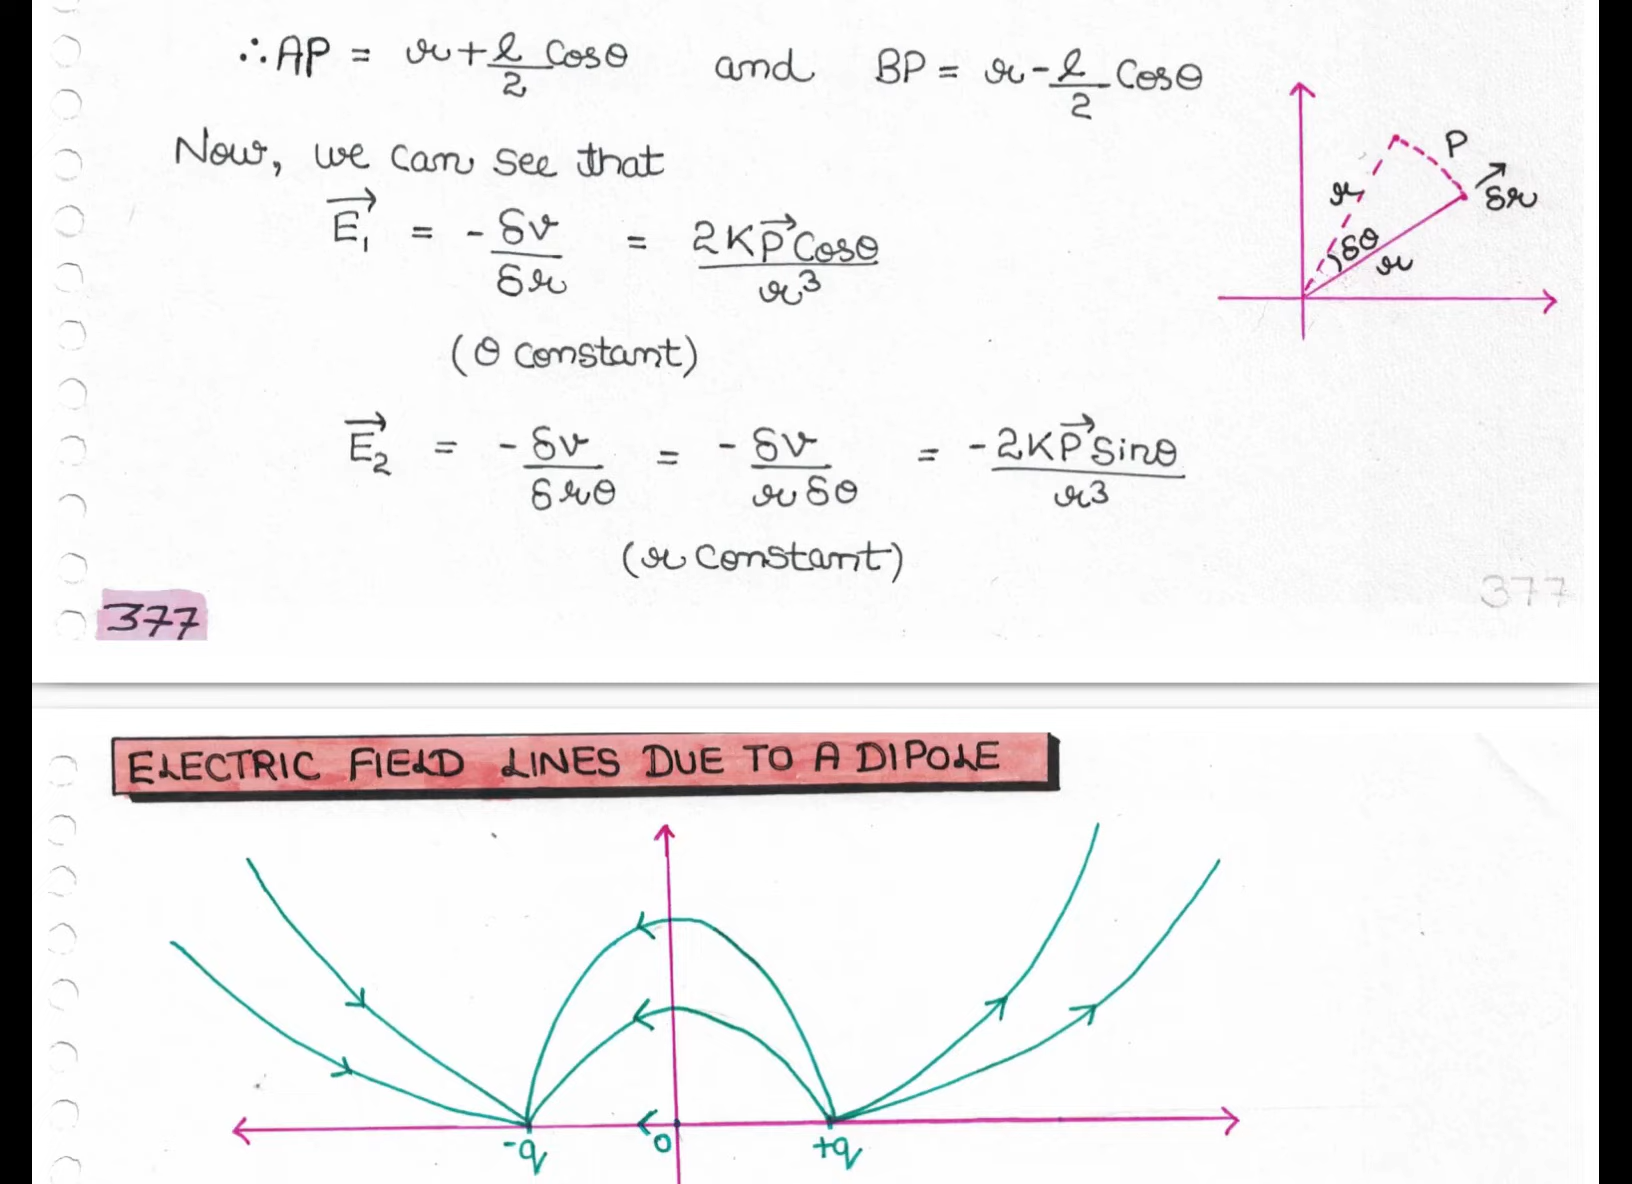 ∴ AP = r + l/2 Cosθ and BP = r - l/2 Cosθ
Now, we can see that
P
δr⃗
r
δθ
r
E₁⃗ = - δv/δr = 2KP⃗Cosθ/r³
(θ constant)
E₂⃗ = - δv/δrθ = - δv/rδθ = -2KP⃗Sinθ/r³
(r constant)
377
377
ELECTRIC FIELD LINES DUE TO A DIPOLE
-q O +q